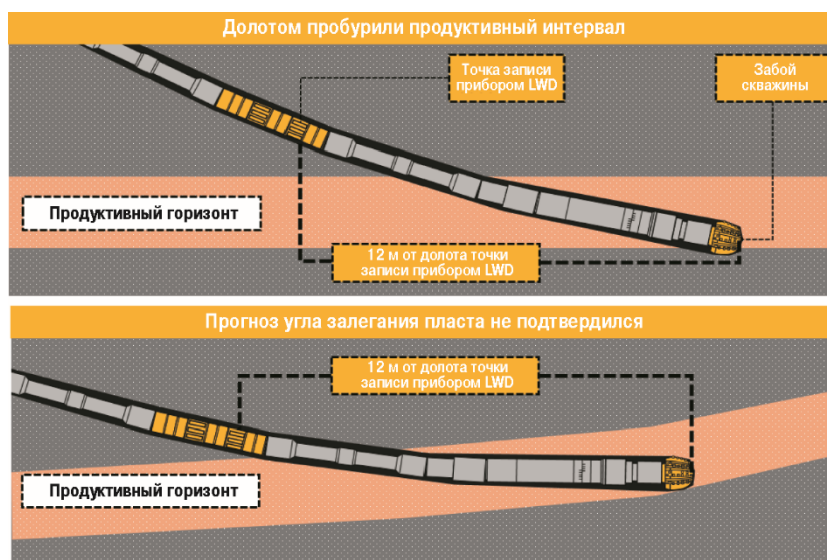 Долотом пробурили продуктивный интервал
Точка записи
прибором LWD
Забой
скважины
Продуктивный горизонт
12 м от долота точки
записи прибором LWD
Прогноз угла залегания пласта не подтвердился
12 м от долота точки
записи прибором LWD
Продуктивный горизонт